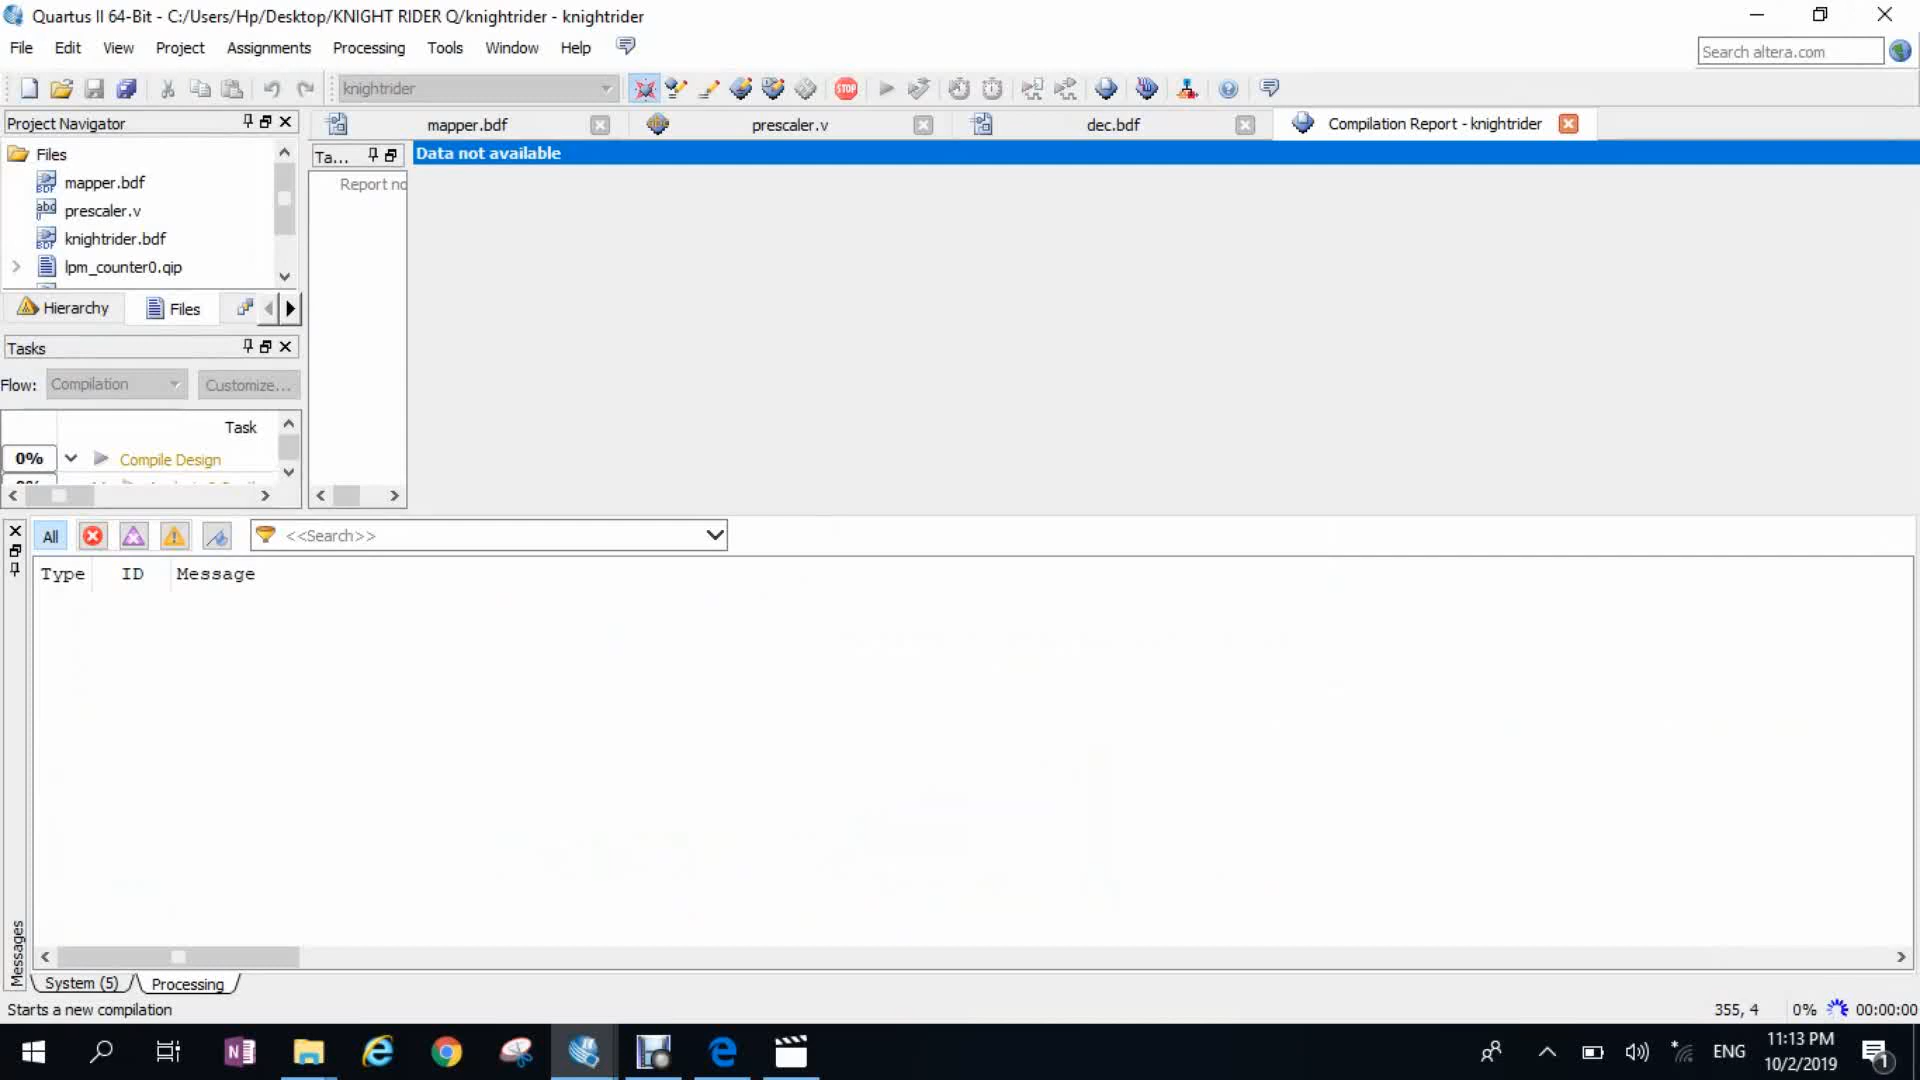 Quartus II 64-Bit - C:/Users/Hp/Desktop/KNIGHT RIDER Q/knightrider - knightrider
File Edit View Project Assignments Processing Tools Window Help
Search altera.com
knightrider
STOP
Project Navigator
mapper.bdf
prescaler.v
dec.bdf
Compilation Report - knightrider
Files
Ta...
Data not available
mapper.bdf
Report no
abc
prescaler.v
BDF
knightrider.bdf
lpm_counter0.qip
Hierarchy
Files
Tasks
Flow: Compilation Customize...
Task
0% Compile Design
All
<<Search>>
Type ID Message
Messages
System (5) Processing
Starts a new compilation
355, 4 0% 00:00:00
ENG
11:13 PM
10/2/2019
1